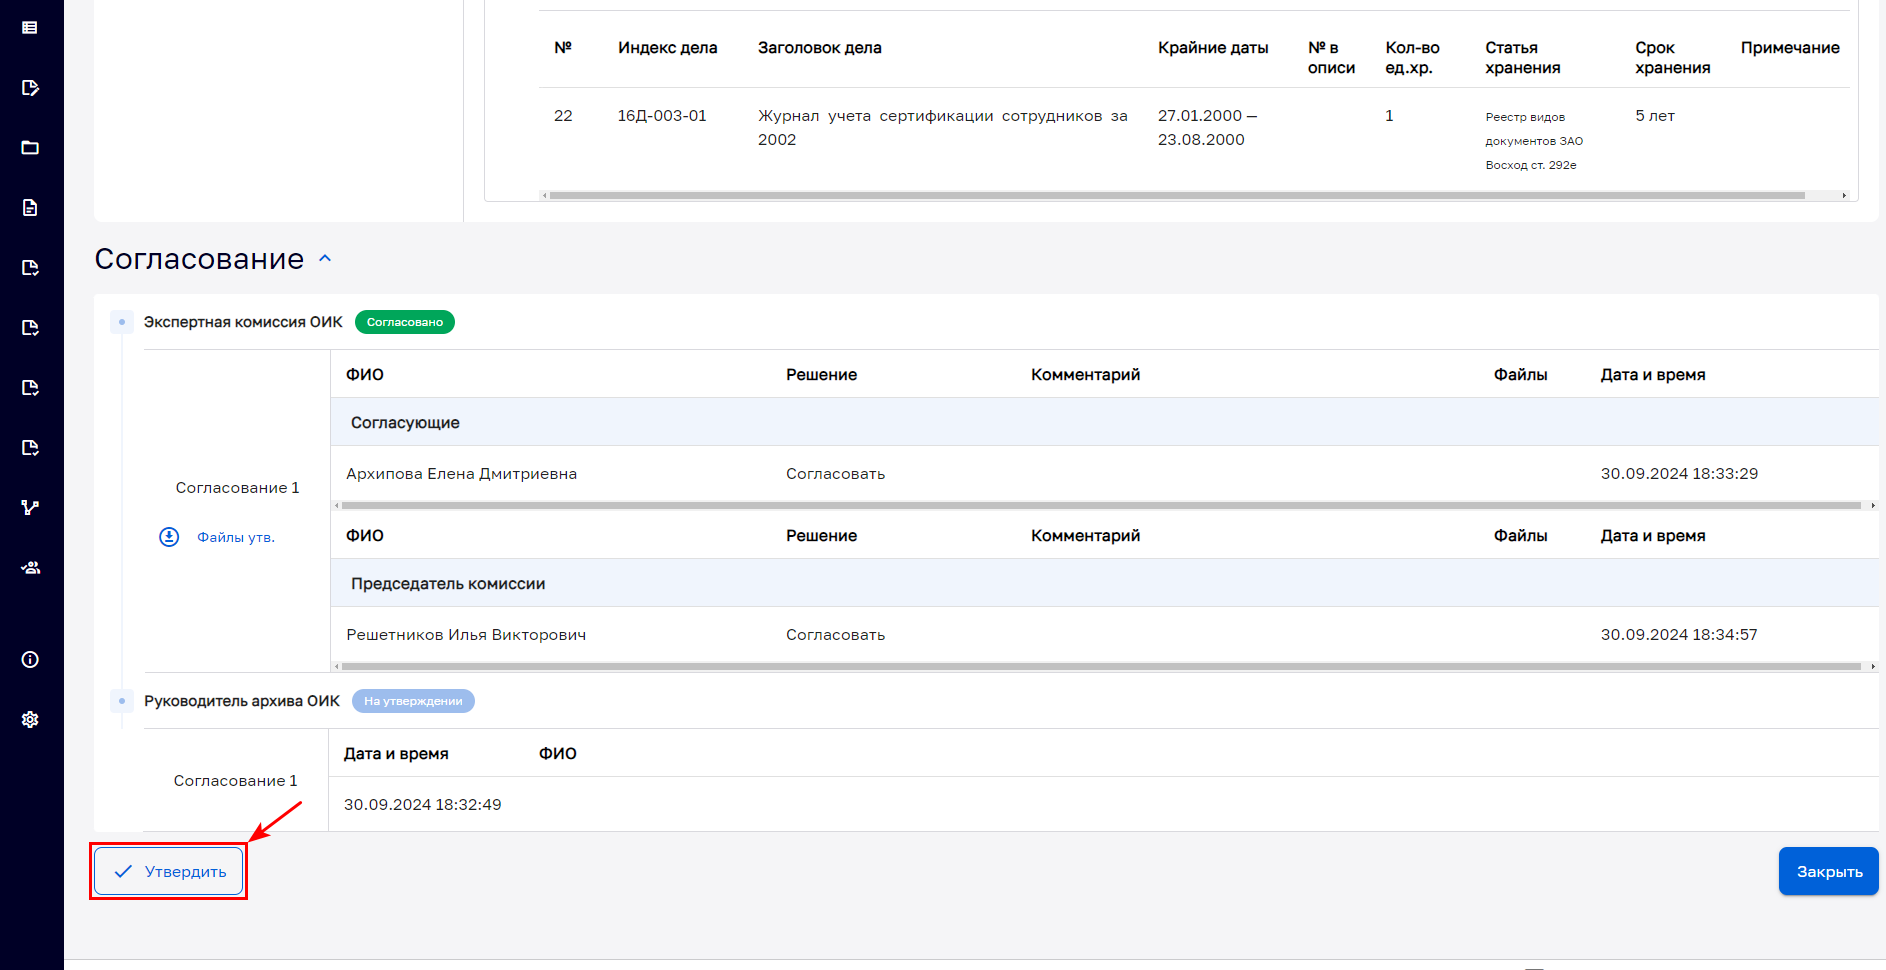 № Индекс дела Заголовок дела Крайние даты № в описи Кол-во ед.хр. Статья хранения Срок хранения Примечание
22 16Д-003-01 Журнал учета сертификации сотрудников за 27.01.2000 — 1 Реестр видов 5 лет
2002 23.08.2000 документов ЗАО
Восход ст. 292е
Согласование
Экспертная комиссия ОИК Согласовано
ФИО Решение Комментарий Файлы Дата и время
Согласующие
Архипова Елена Дмитриевна Согласовать 30.09.2024 18:33:29
Согласование 1
Файлы утв.
ФИО Решение Комментарий Файлы Дата и время
Председатель комиссии
Решетников Илья Викторович Согласовать 30.09.2024 18:34:57
Руководитель архива ОИК На утверждении
Дата и время ФИО
Согласование 1
30.09.2024 18:32:49
Утвердить Закрыть